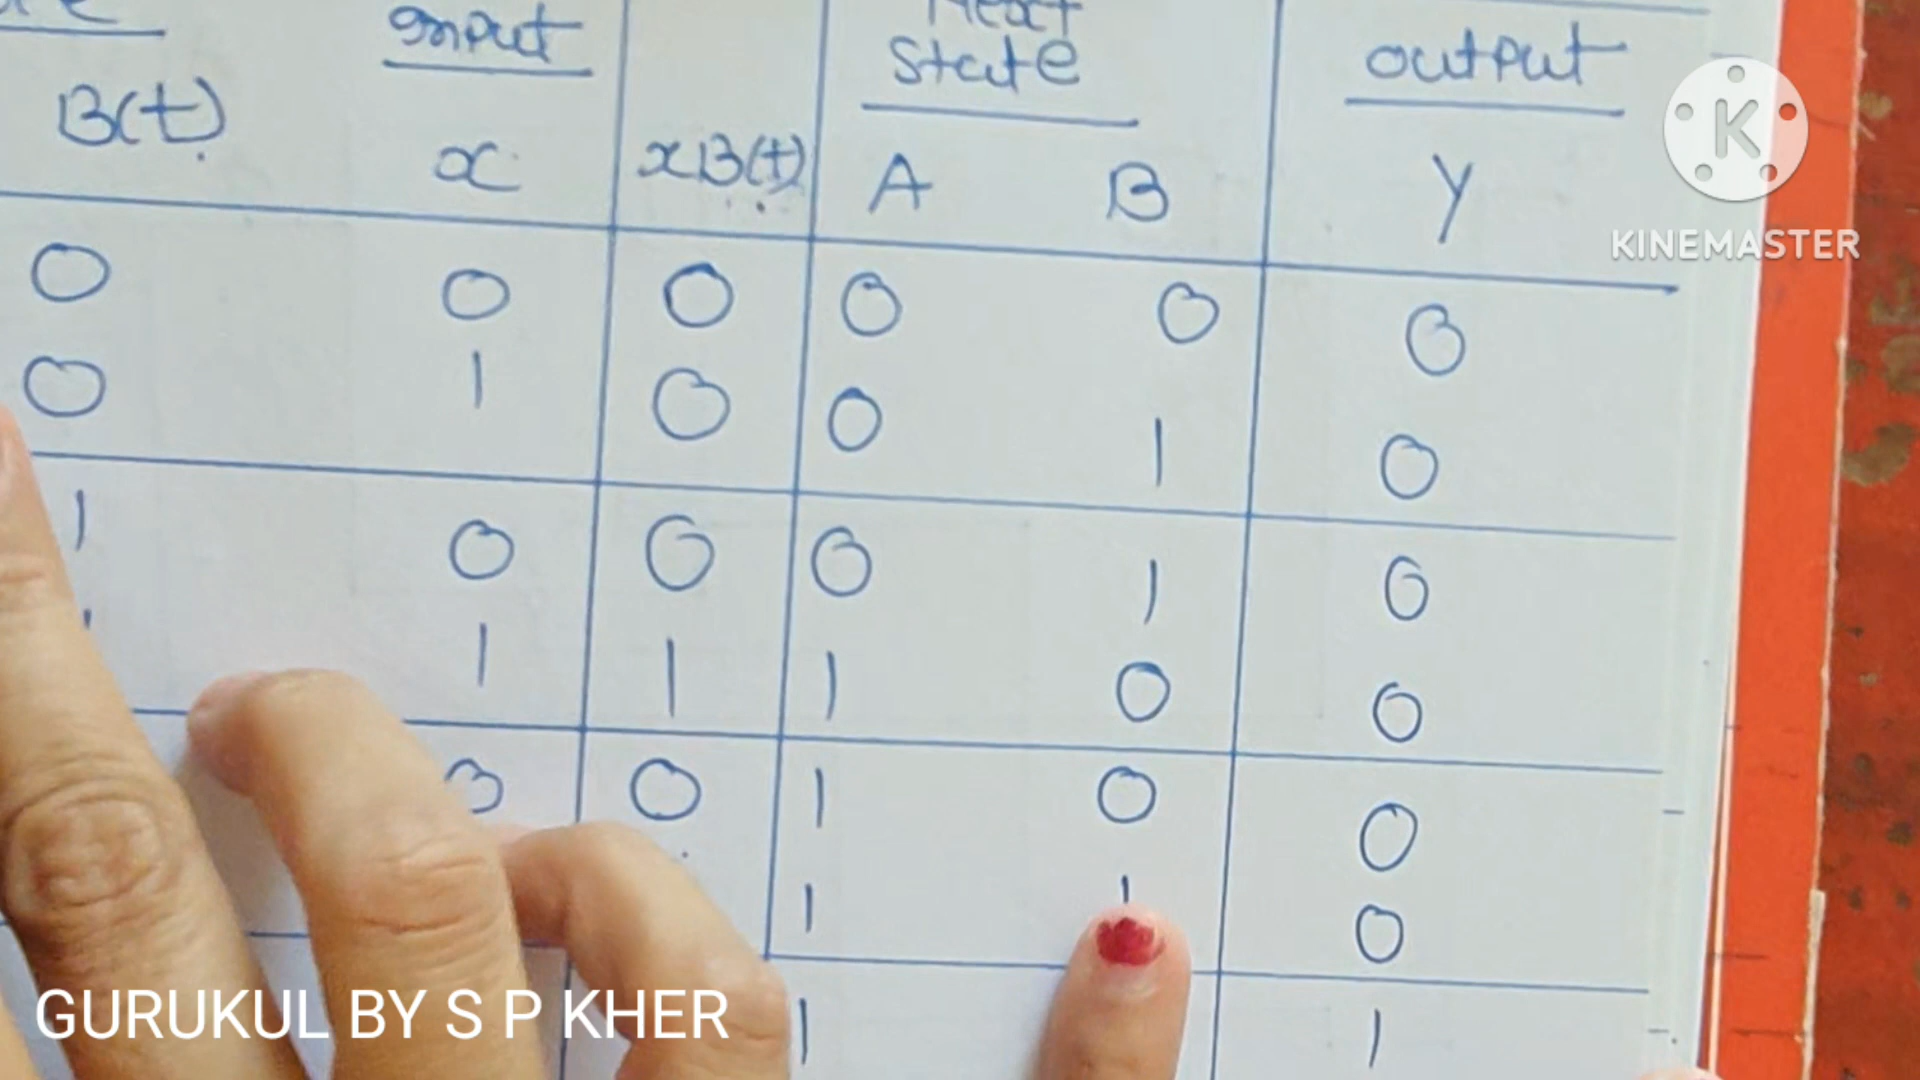 Input Next output
State
B(t) x xB(t) A B Y
0 0 0 0 0 0
0 1 0 0 1 0
1 0 0 0 1 0
1 1 1 0 0
0 1 0 0
1 1 0
1 1
K
KINEMASTER
GURUKUL BY S P KHER